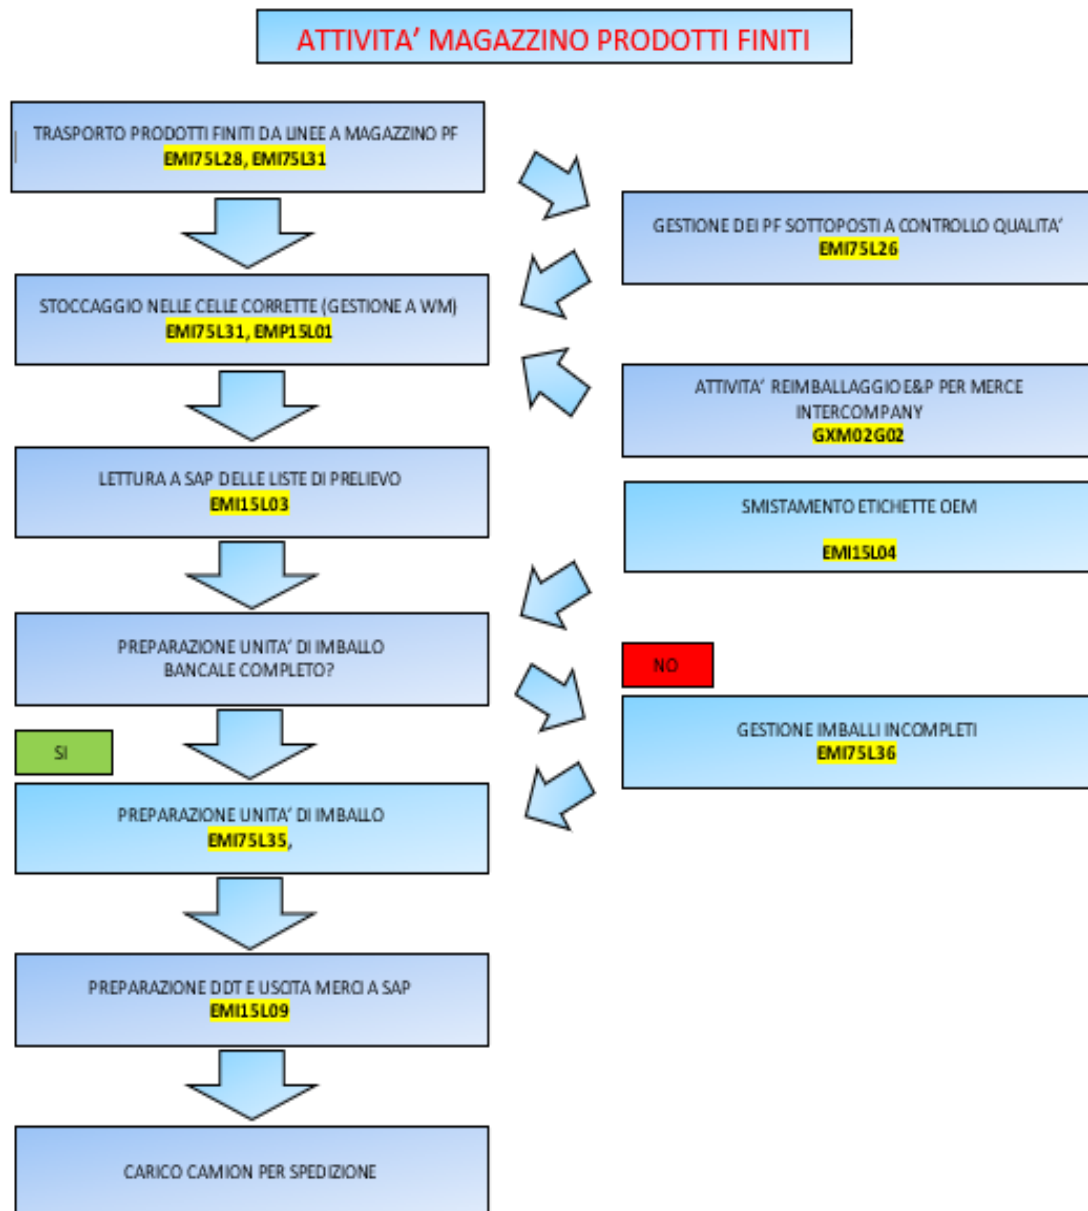 ATTIVITA’ MAGAZZINO PRODOTTI FINITI
TRASPORTO PRODOTTI FINITI DA LINEE A MAGAZZINO PF
EMI75L28, EMI75L31
GESTIONE DEI PF SOTTOPOSTI A CONTROLLO QUALITA’
EMI75L26
STOCCAGGIO NELLE CELLE CORRETTE (GESTIONE A WM)
EMI75L31, EMP15L01
ATTIVITA’ REIMBALLAGGIO E&P PER MERCE
INTERCOMPANY
GXM02G02
LETTURA A SAP DELLE LISTE DI PRELIEVO
EMI15L03
SMISTAMENTO ETICHETTE OEM
EMI15L04
PREPARAZIONE UNITA’ DI IMBALLO
BANCALE COMPLETO?
NO
GESTIONE IMBALLI INCOMPLETI
EMI75L36
SI
PREPARAZIONE UNITA’ DI IMBALLO
EMI75L35,
PREPARAZIONE DDT E USCITA MERCI A SAP
EMI15L09
CARICO CAMION PER SPEDIZIONE